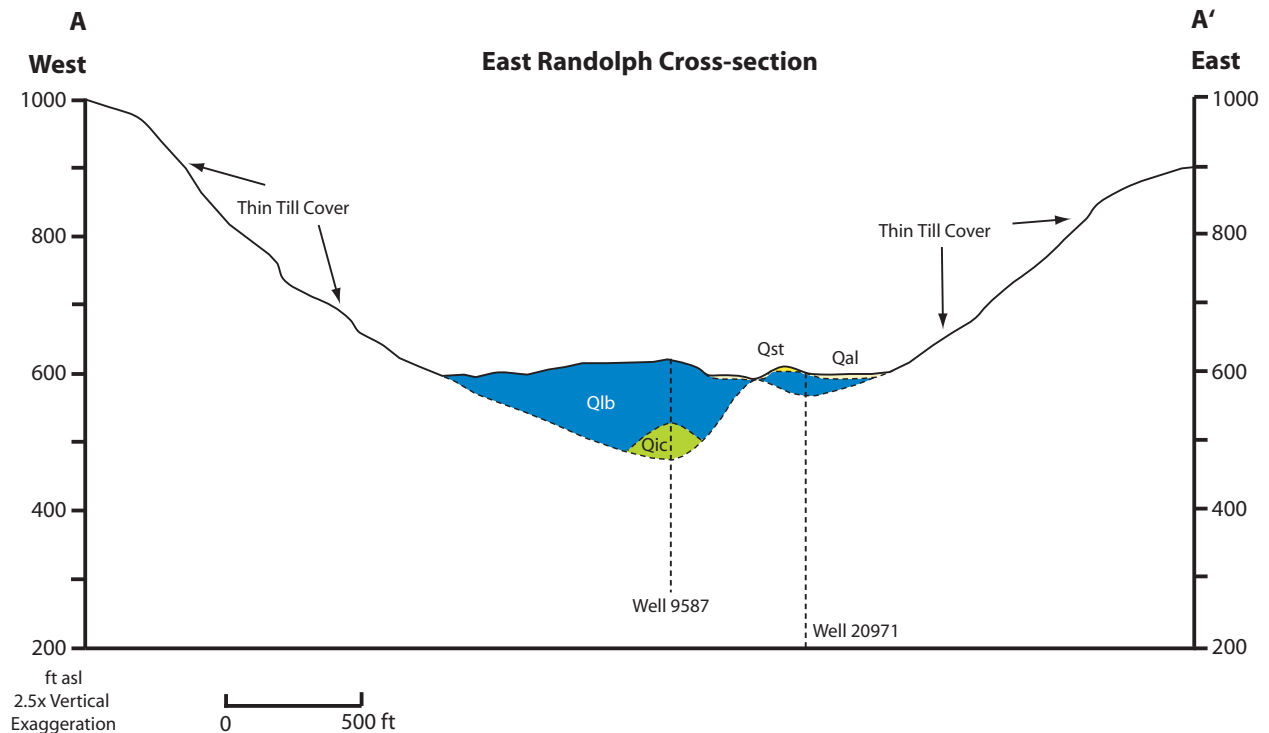 A
West
East Randolph Cross-section
A‘
East
1000
800
600
400
200
1000
800
600
400
200
Thin Till Cover
Thin Till Cover
Qst
Qal
Qlb
Qic
Well 9587
Well 20971
ft asl
2.5x Vertical
Exaggeration
0
500 ft